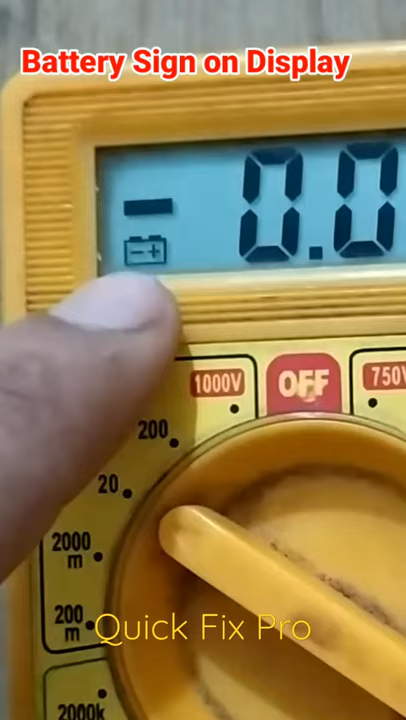 Battery Sign on Display
- 0.0
- +
1000V
OFF
750V
200
20
2000
m
200
m
2000k
Quick Fix Pro